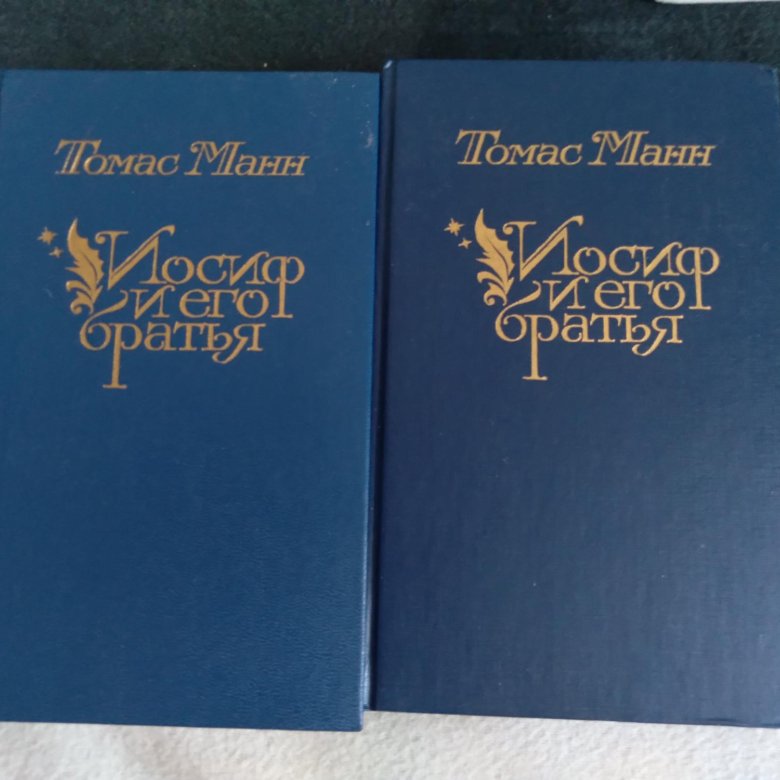 Томас Манн
Иосиф
и его
братья
Томас Манн
Иосиф
и его
братья